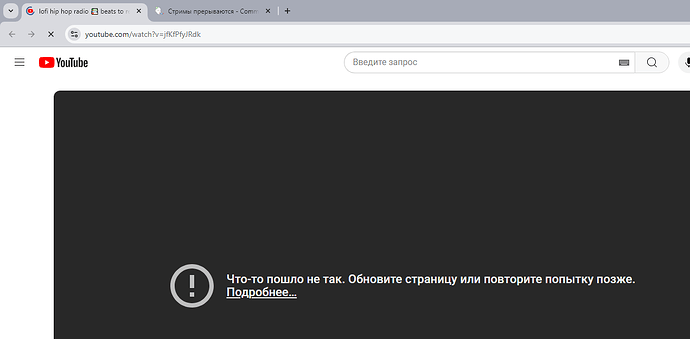 lofi hip hop radio 📚 beats to r
Стримы прерываются - Comm
youtube.com/watch?v=jfKfPfyJRdk
YouTube
Введите запрос
Что-то пошло не так. Обновите страницу или повторите попытку позже.
Подробнее...